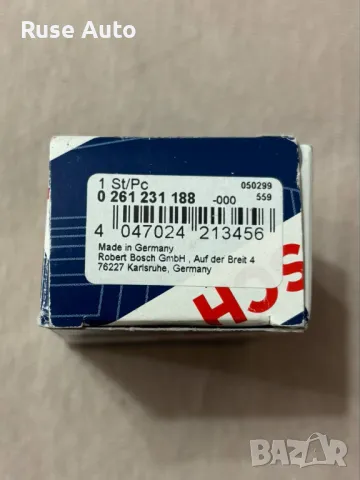 Ruse Auto
1 St/Pc
050299
0 261 231 188 -000 559
4 047024 213456
Made in Germany
Robert Bosch GmbH , Auf der Breit 4
76227 Karlsruhe, Germany
SCH
bazar